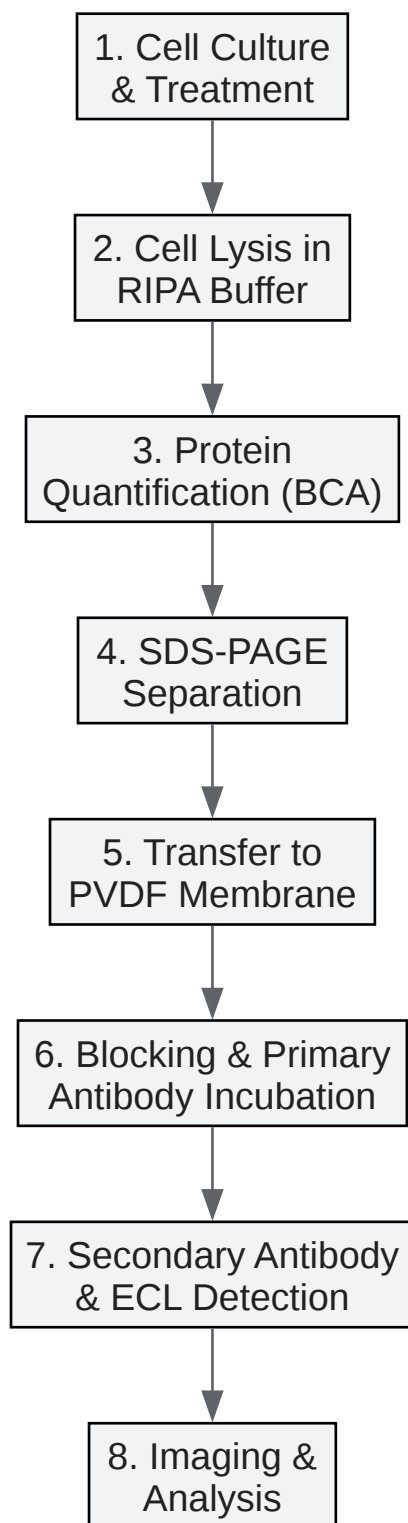 1. Cell Culture
& Treatment
2. Cell Lysis in
RIPA Buffer
3. Protein
Quantification (BCA)
4. SDS-PAGE
Separation
5. Transfer to
PVDF Membrane
6. Blocking & Primary
Antibody Incubation
7. Secondary Antibody
& ECL Detection
8. Imaging &
Analysis